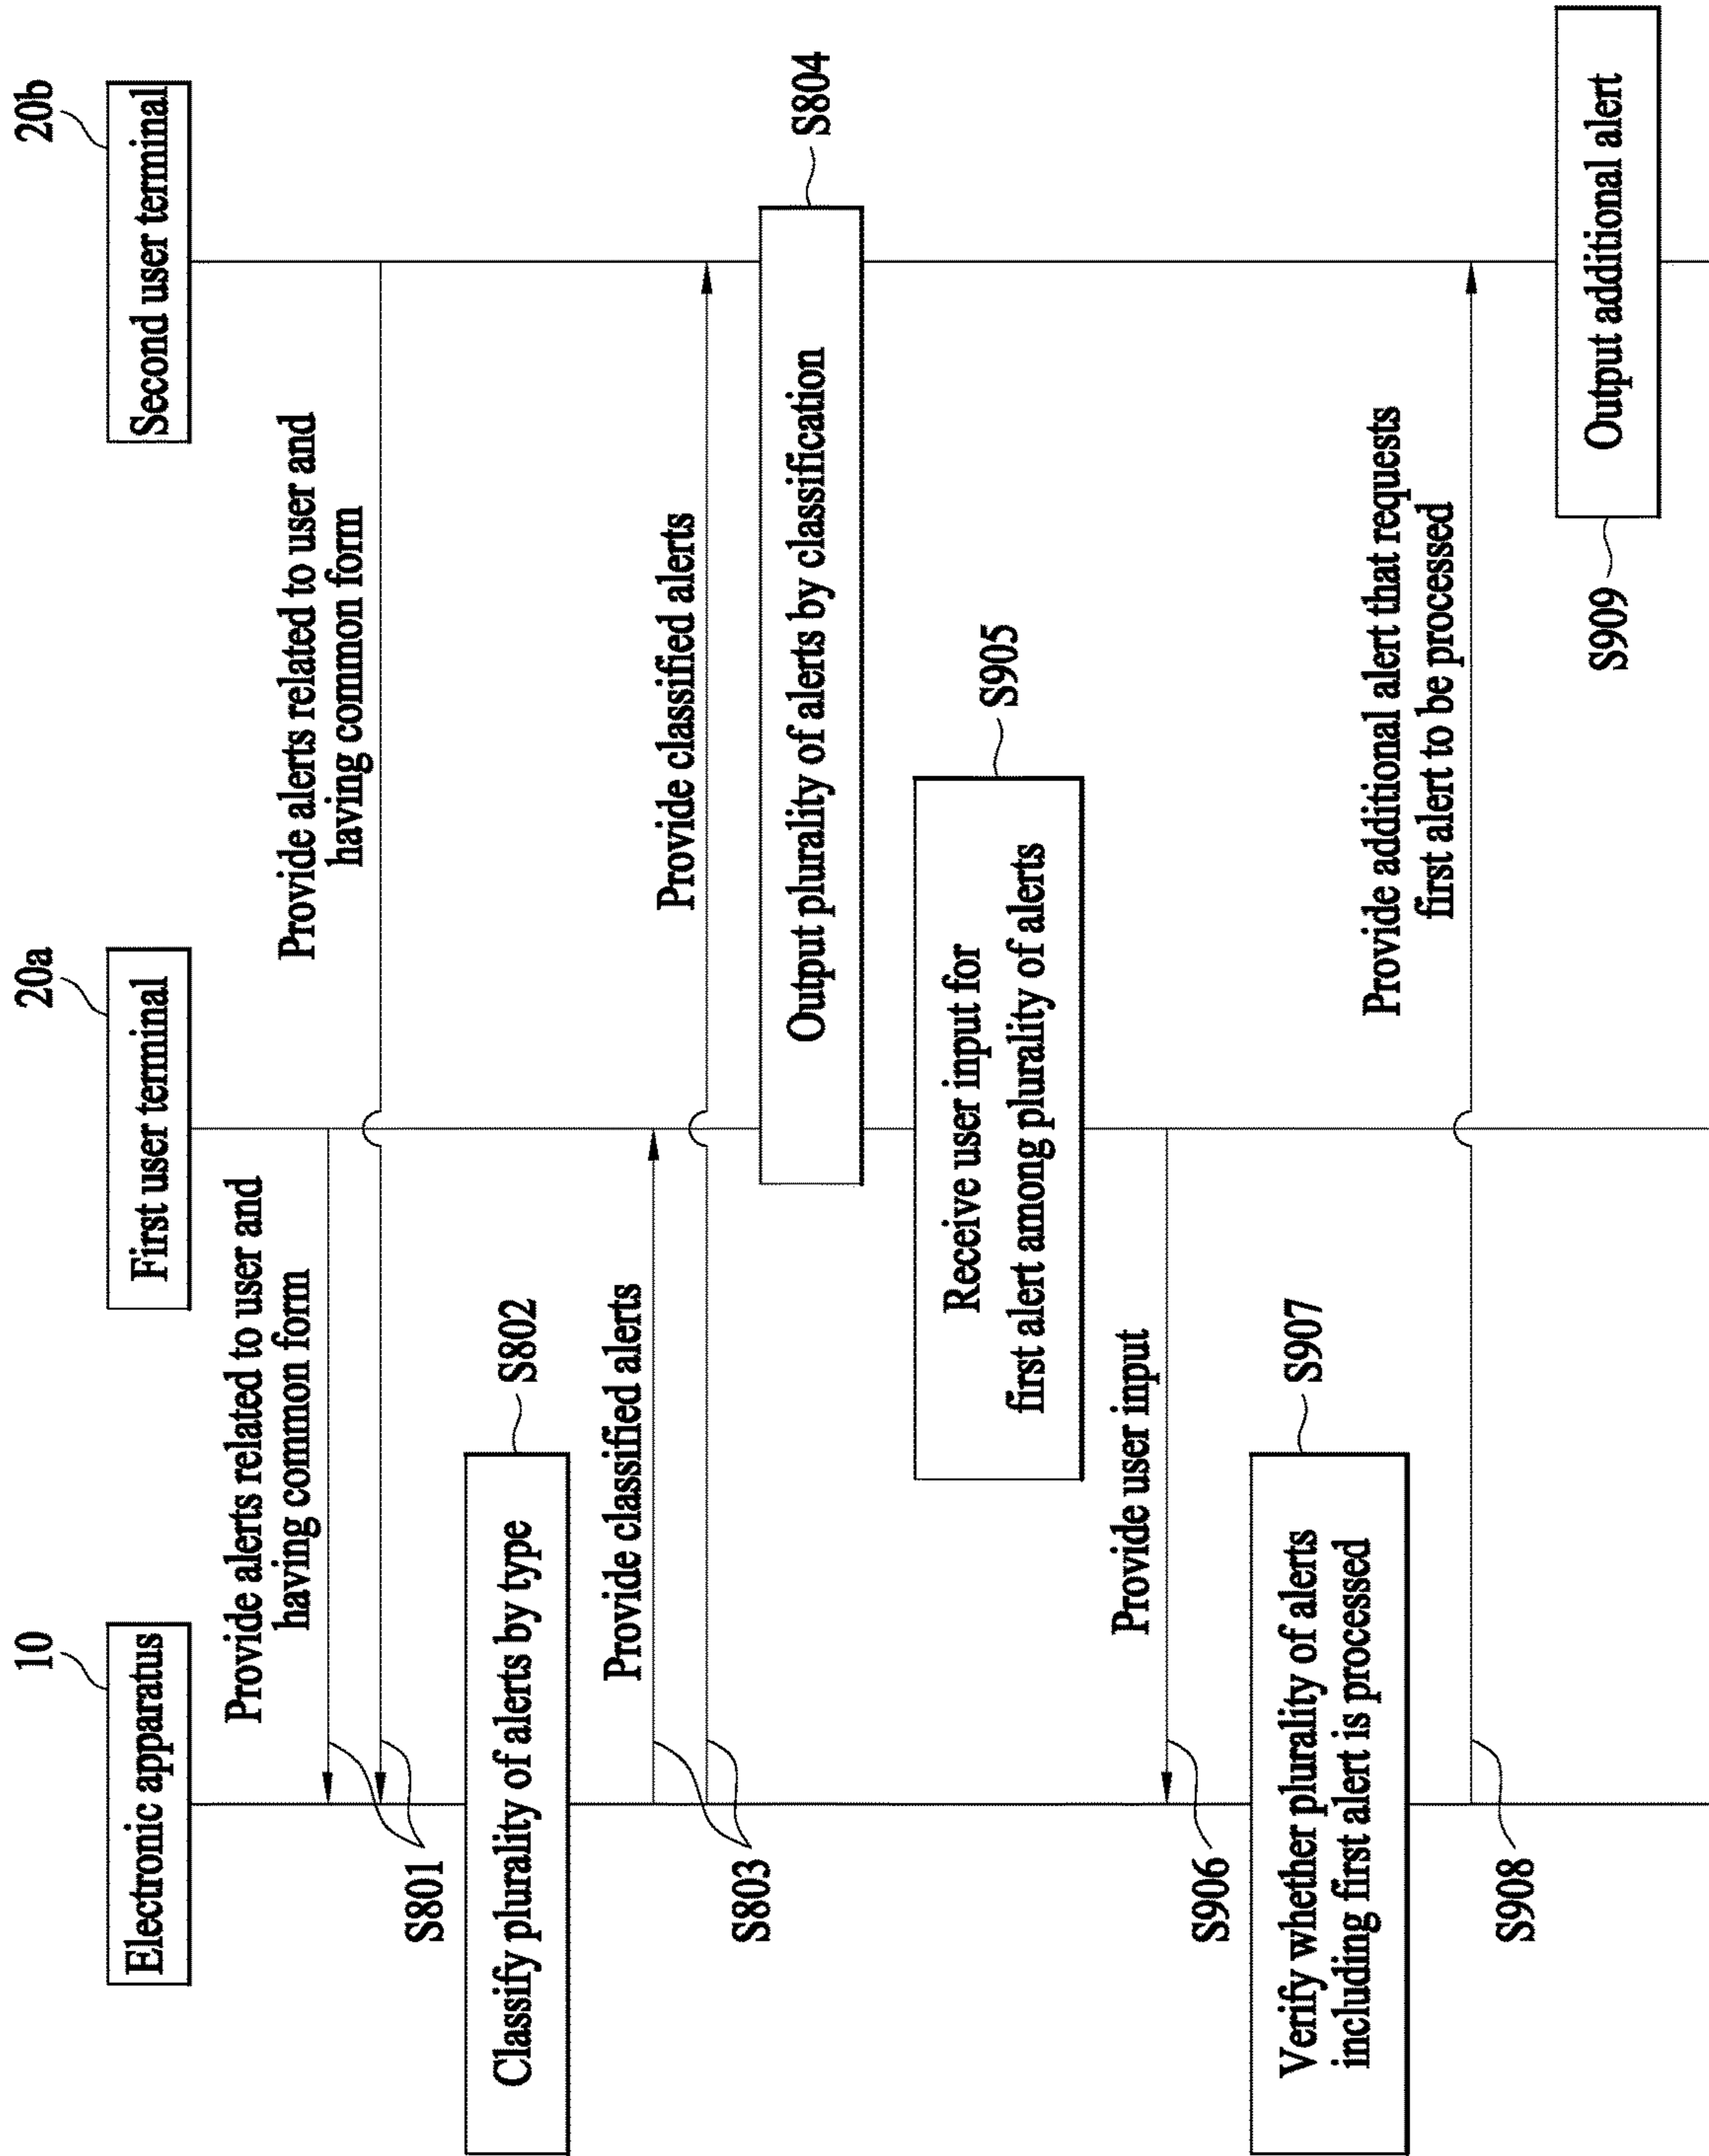 10
20a
20b
Electronic apparatus
First user terminal
Second user terminal
Provide alerts related to user and
having common form
Provide alerts related to user and
having common form
S801
Classify plurality of alerts by type
S802
Provide classified alerts
Provide classified alerts
S803
Output plurality of alerts by classification
S804
Receive user input for
first alert among plurality of alerts
S905
Provide user input
S906
Verify whether plurality of alerts
including first alert is processed
S907
Provide additional alert that requests
first alert to be processed
S908
Output additional alert
S909